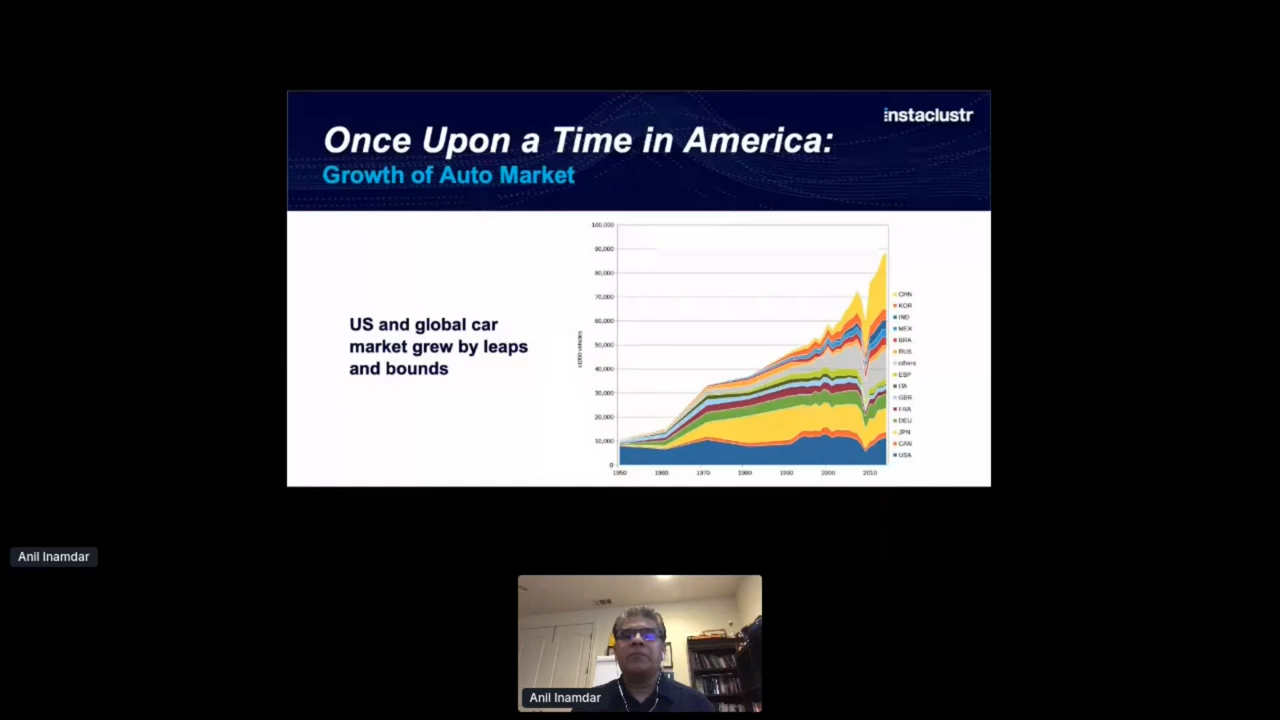 instaclustr
Once Upon a Time in America:
Growth of Auto Market
US and global car
market grew by leaps
and bounds
x1000 vehicles
100,000
90,000
80,000
70,000
60,000
50,000
40,000
30,000
20,000
10,000
0
1950 1960 1970 1980 1990 2000 2010
CHN
KOR
IND
MEX
BRA
RUS
others
ESP
ITA
GBR
FRA
DEU
JPN
CAN
USA
Anil Inamdar
Anil Inamdar